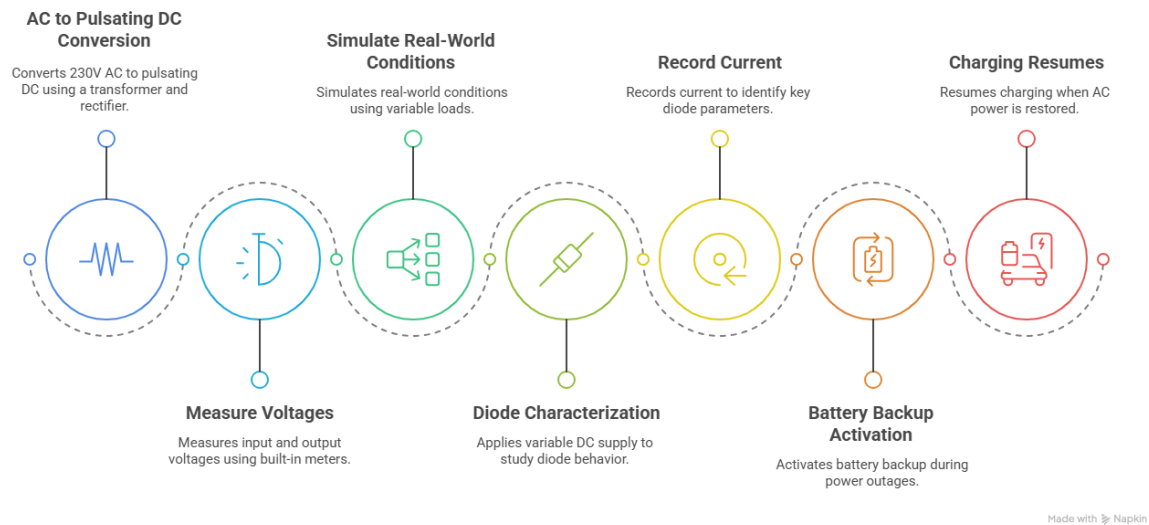 AC to Pulsating DC
Conversion
Converts 230V AC to pulsating
DC using a transformer and
rectifier.
Measure Voltages
Measures input and output
voltages using built-in meters.
Simulate Real-World
Conditions
Simulates real-world conditions
using variable loads.
Diode Characterization
Applies variable DC supply to
study diode behavior.
Record Current
Records current to identify key
diode parameters.
Battery Backup
Activation
Activates battery backup during
power outages.
Charging Resumes
Resumes charging when AC
power is restored.
Made with Napkin